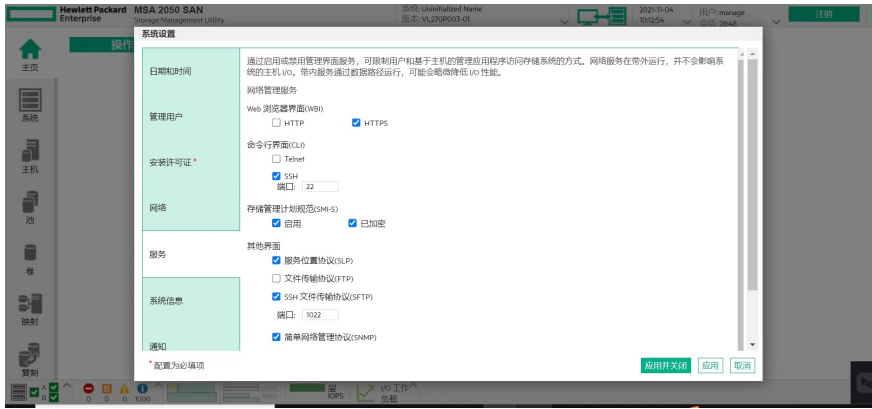 Hewlett Packard
Enterprise
MSA 2050 SAN
Storage Management Utility
系统: Uninitialized Name
版本: VL270P003-01
2021-11-04
10:12:54
用户: manage
会话: 28:48
注销
操作
主页
系统
主机
池
卷
映射
复制
系统设置
日期和时间
管理用户
安装许可证 *
网络
服务
系统信息
通知
通过启用或禁用管理界面服务，可限制用户和基于主机的管理应用程序访问存储系统的方式。网络服务在带外运行，并不会影响系
统的主机 I/O。带内服务通过数据路径运行，可能会略微降低 I/O 性能。
网络管理服务
Web 浏览器界面(WBI)
HTTP HTTPS
命令行界面(CLI)
Telnet
SSH
端口: 22
存储管理计划规范(SMI-S)
启用 已加密
其他界面
服务位置协议(SLP)
文件传输协议(FTP)
SSH 文件传输协议(SFTP)
端口: 1022
简单网络管理协议(SNMP)
* 配置为必填项
应用并关闭 应用 取消
A
B
0 0 0 1000
层
IOPS
I/O 工作
负载